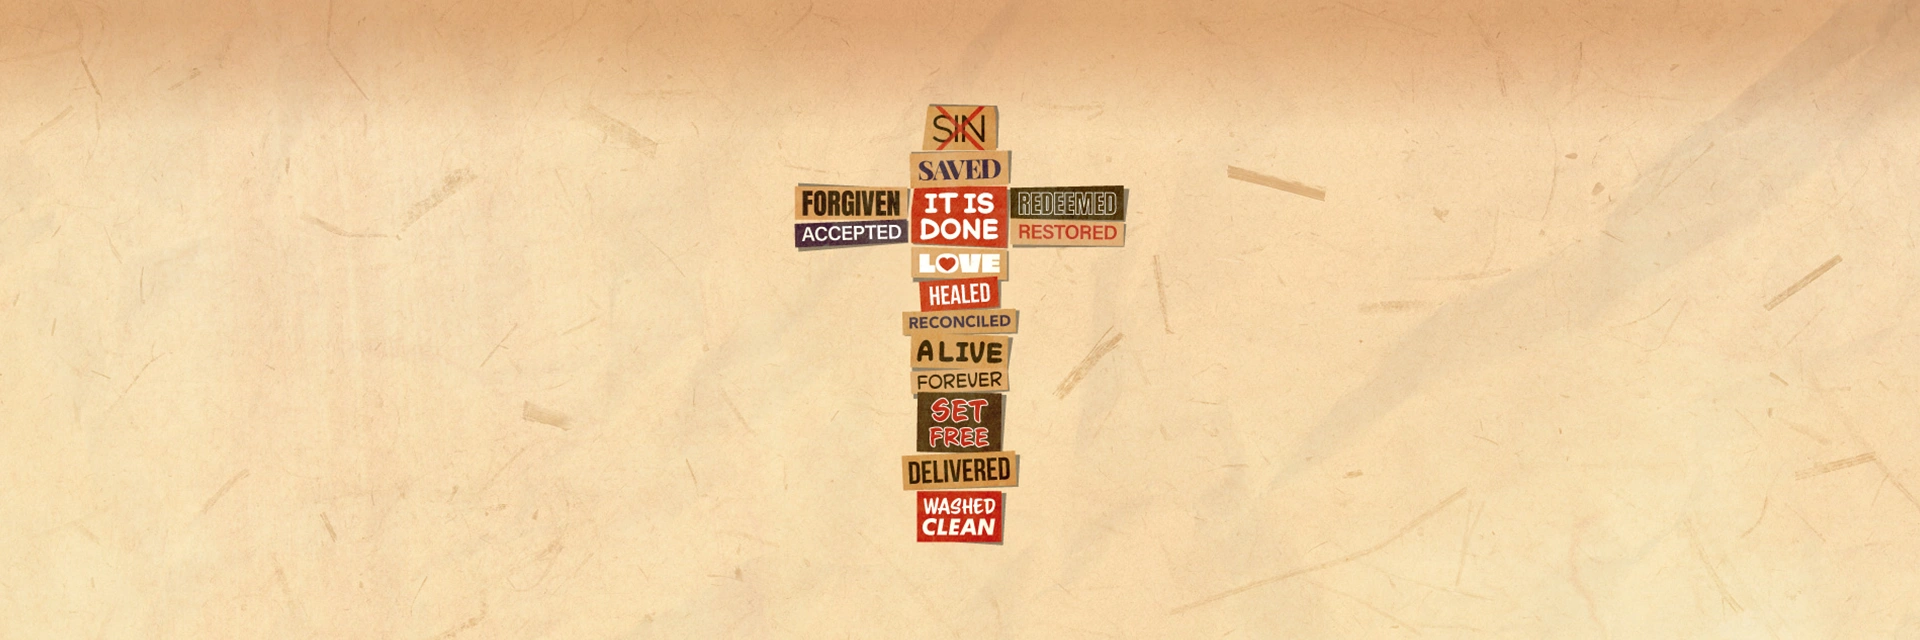 SIN
SAVED
FORGIVEN
ACCEPTED
IT IS
DONE
REDEEMED
RESTORED
LOVE
HEALED
RECONCILED
ALIVE
FOREVER
SET
FREE
DELIVERED
WASHED
CLEAN